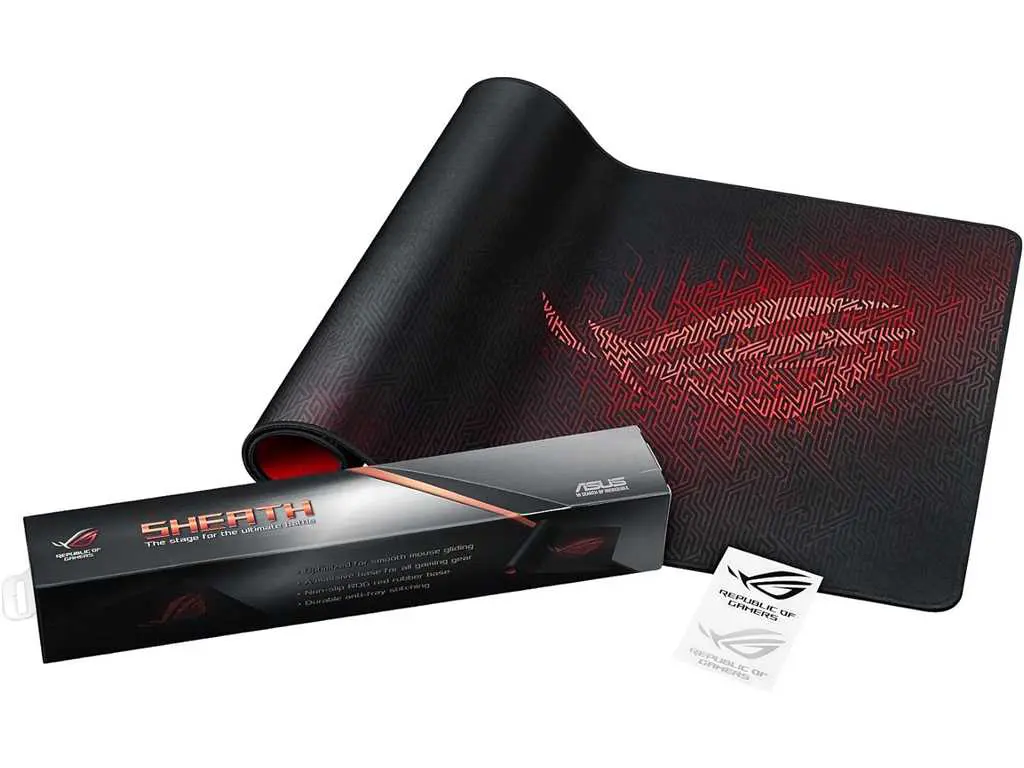 SHEATH
The stage for the ultimate battle
REPUBLIC OF
GAMERS
ASUS
IN SEARCH OF INCREDIBLE
• Optimized for smooth mouse gliding
• A massive base for all gaming gear
• Non-slip ROG red rubber base
• Durable anti-fray stitching
REPUBLIC OF
GAMERS
REPUBLIC OF
GAMERS